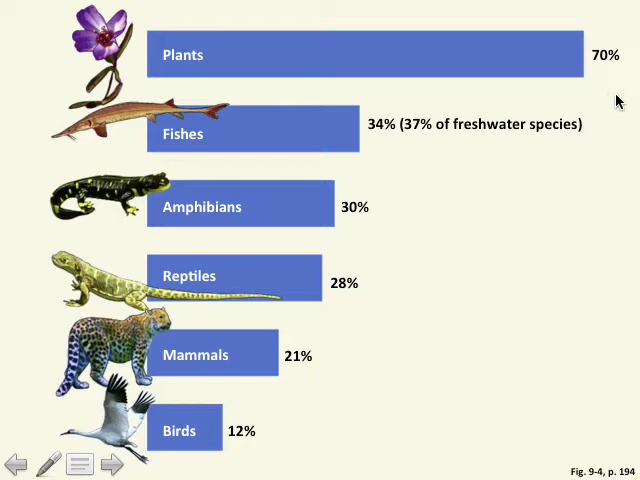 Plants
70%
Fishes
34% (37% of freshwater species)
Amphibians
30%
Reptiles
28%
Mammals
21%
Birds
12%
Fig. 9-4, p. 194